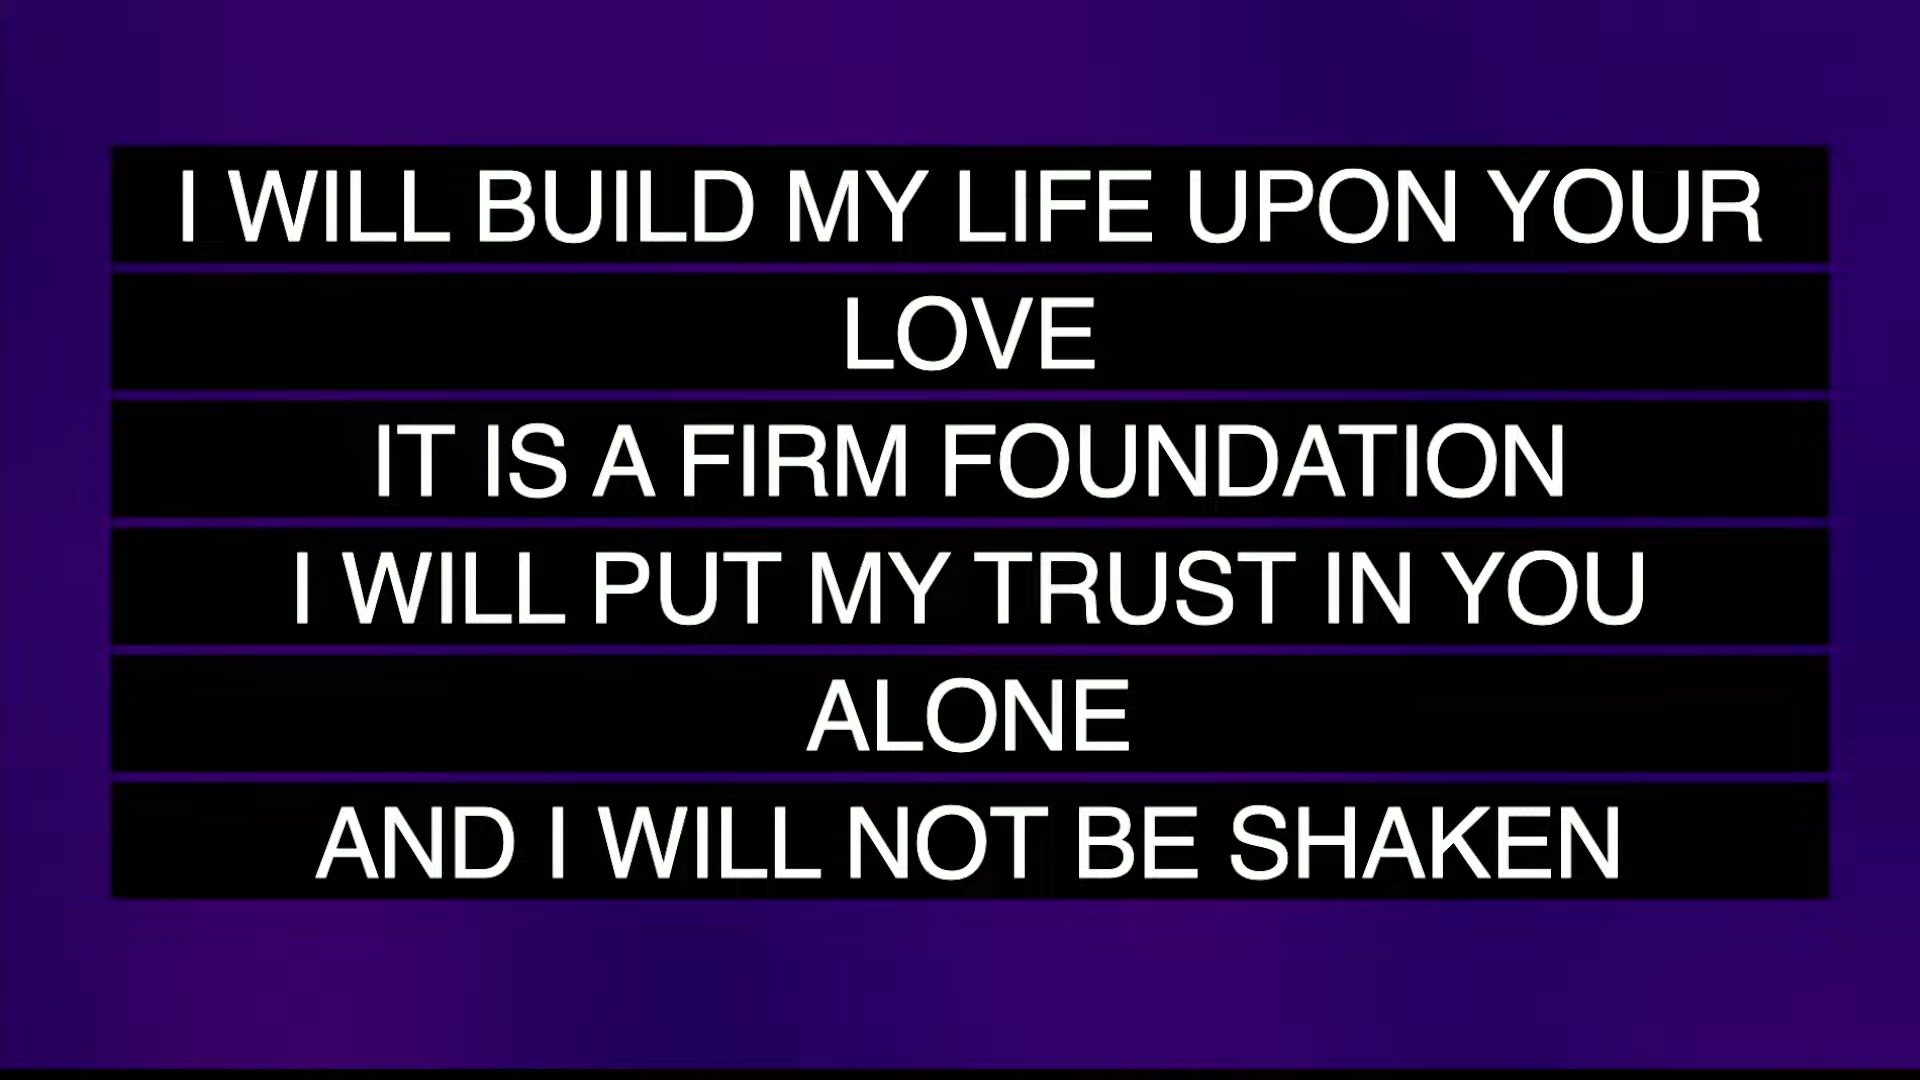 I WILL BUILD MY LIFE UPON YOUR
LOVE
IT IS A FIRM FOUNDATION
I WILL PUT MY TRUST IN YOU
ALONE
AND I WILL NOT BE SHAKEN